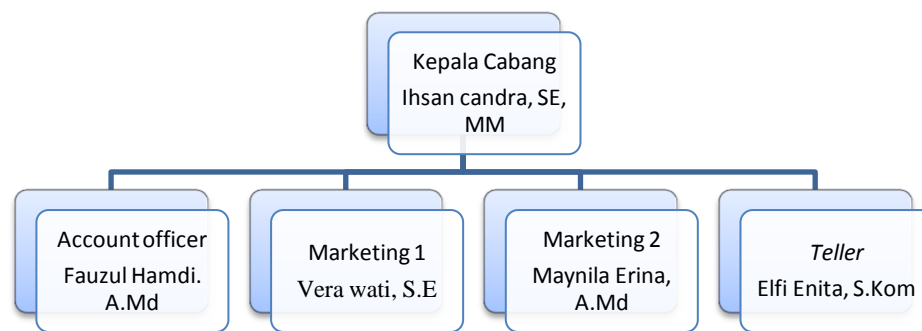 Kepala Cabang
Ihsan candra, SE,
MM
Account officer
Fauzul Hamdi.
A.Md
Marketing 1
Vera wati, S.E
Marketing 2
Maynila Erina,
A.Md
Teller
Elfi Enita, S.Kom